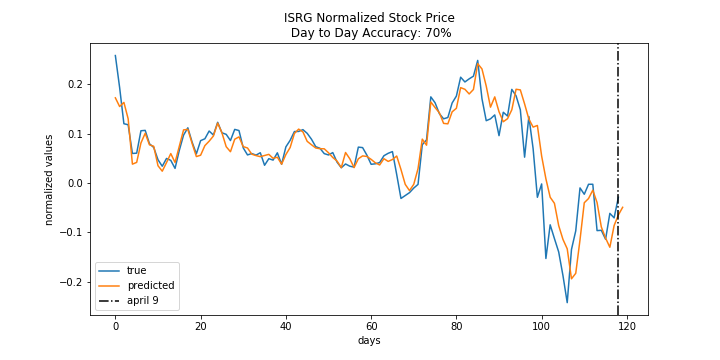 ISRG Normalized Stock Price
Day to Day Accuracy: 70%
normalized values
0.2
0.1
0.0
−0.1
−0.2
true
predicted
april 9
0 20 40 60 80 100 120
days